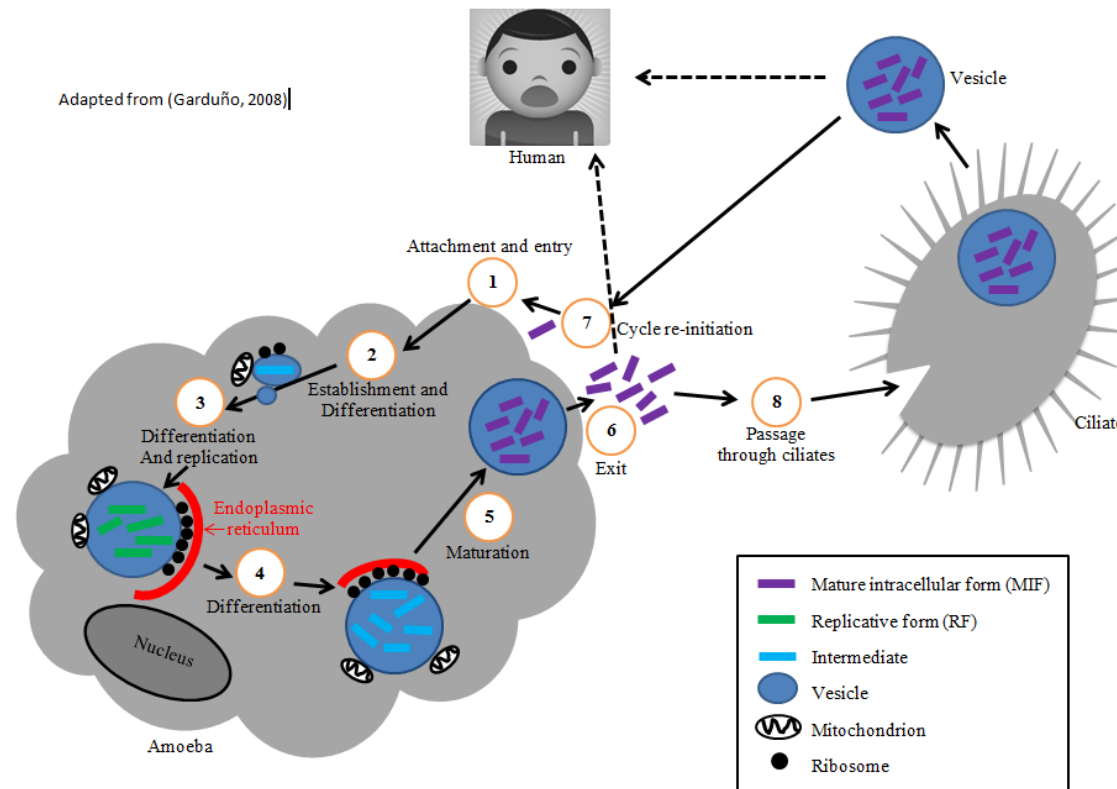 Adapted from (Garduño, 2008)
Human
Vesicle
Attachment and entry
1
7
Cycle re-initiation
2
Establishment and
Differentiation
3
Differentiation
And replication
Endoplasmic
reticulum
4
Differentiation
5
Maturation
6
Exit
8
Passage
through ciliates
Ciliate
Nucleus
Amoeba
Mature intracellular form (MIF)
Replicative form (RF)
Intermediate
Vesicle
Mitochondrion
Ribosome